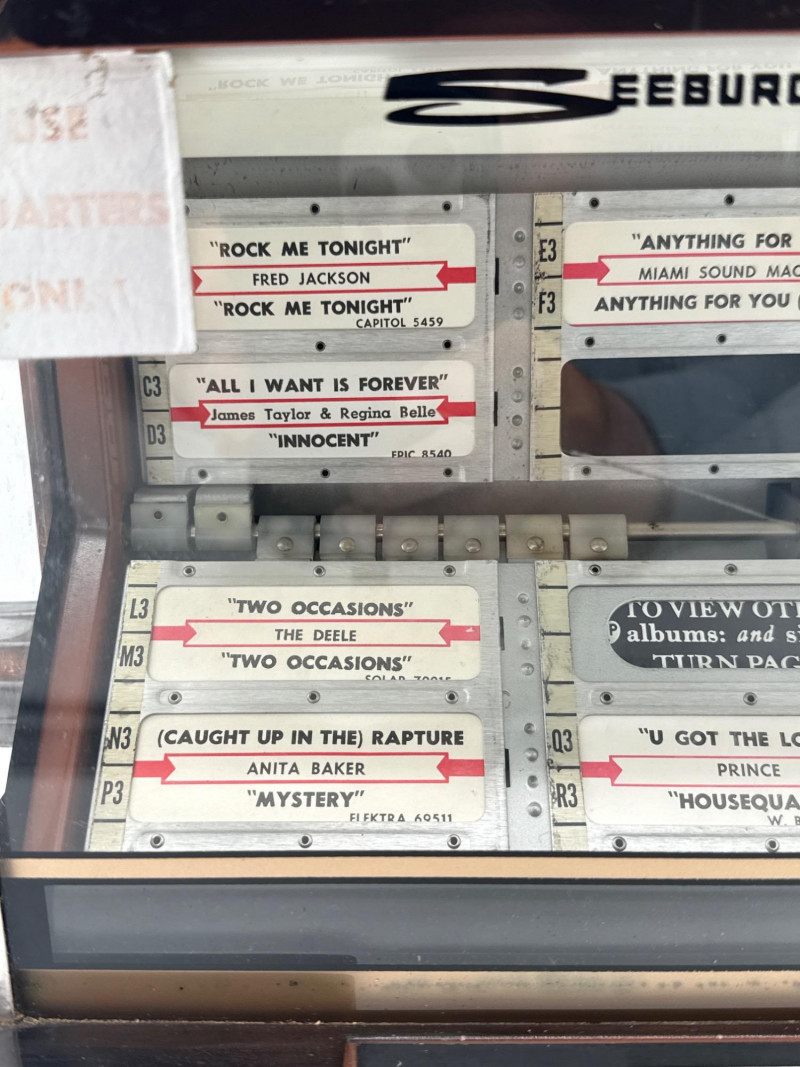 SEEBURG
USE
QUARTERS
ONLY
"ROCK ME TONIGHT"
FRED JACKSON
"ROCK ME TONIGHT"
CAPITOL 5459
E3
F3
"ANYTHING FOR
MIAMI SOUND MAC
ANYTHING FOR YOU
C3
D3
"ALL I WANT IS FOREVER"
James Taylor & Regina Belle
"INNOCENT"
EPIC 8540
L3
M3
"TWO OCCASIONS"
THE DEELE
"TWO OCCASIONS"
SOLAR 70015
TO VIEW OT
albums: and si
TURN PAG
N3
P3
(CAUGHT UP IN THE) RAPTURE
ANITA BAKER
"MYSTERY"
ELEKTRA 69511
Q3
R3
"U GOT THE LO
PRINCE
"HOUSEQUA
W. B